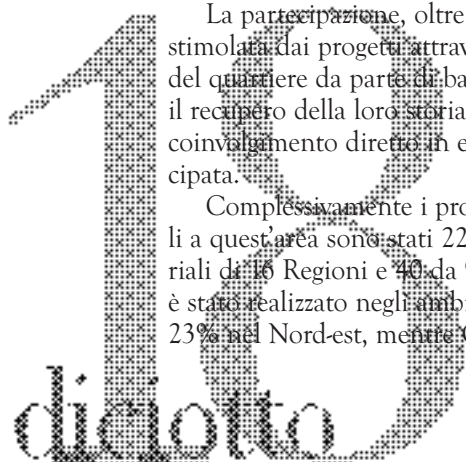 La partecipazione, oltre
stimolata dai progetti attrav
del quartiere da parte di ba
il recupero della loro storia
coinvolgimento diretto in e
cipata.
Complessivamente i pro
li a quest'area sono stati 22
riali di 16 Regioni e 40 da
è stato realizzato negli ambi
23% nel Nord-est, mentre
18
diciotto